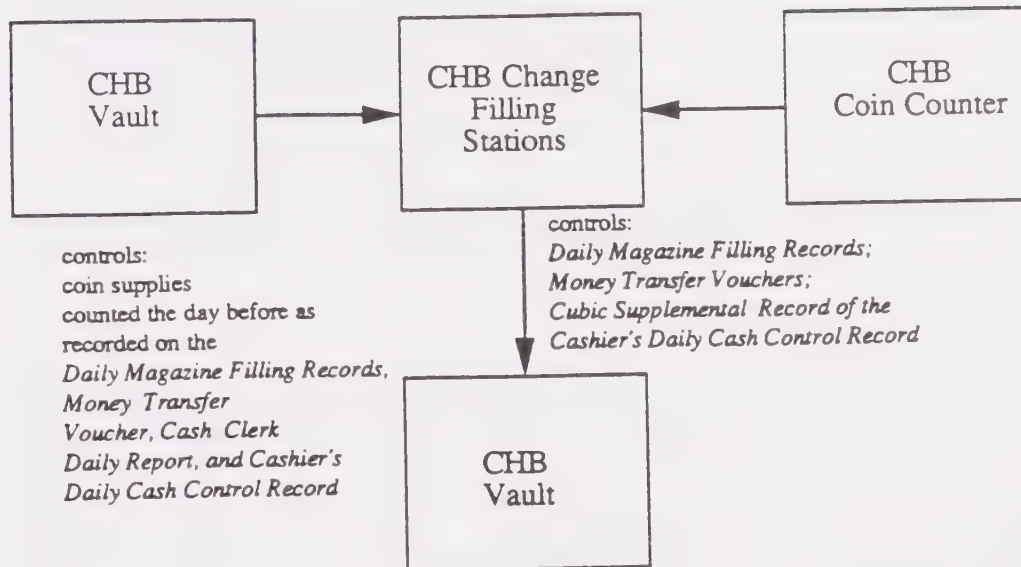 CHB
Vault
CHB Change
Filling
Stations
CHB
Coin Counter
controls:
coin supplies
counted the day before as
recorded on the
Daily Magazine Filling Records,
Money Transfer
Voucher, Cash Clerk
Daily Report, and Cashier's
Daily Cash Control Record
controls:
Daily Magazine Filling Records;
Money Transfer Vouchers;
Cubic Supplemental Record of the
Cashier's Daily Cash Control Record
CHB
Vault